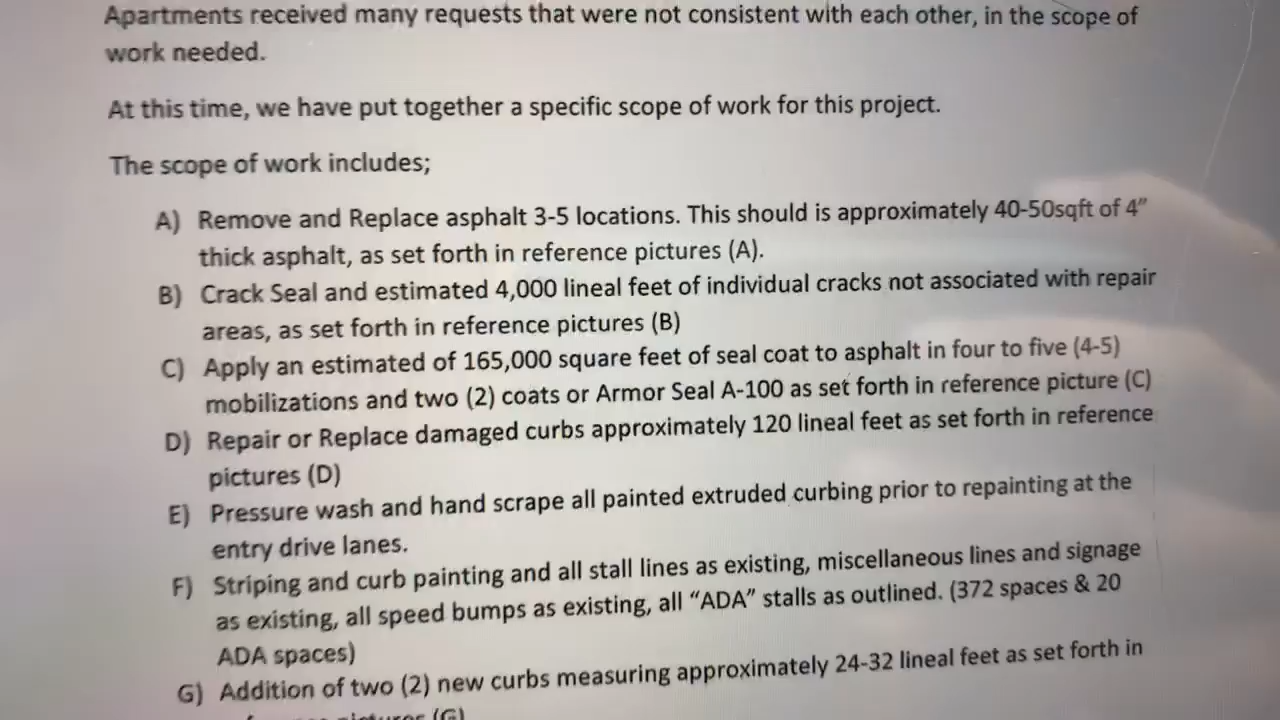 Apartments received many requests that were not consistent with each other, in the scope of
work needed.
At this time, we have put together a specific scope of work for this project.
The scope of work includes;
A) Remove and Replace asphalt 3-5 locations. This should is approximately 40-50sqft of 4”
thick asphalt, as set forth in reference pictures (A).
B) Crack Seal and estimated 4,000 lineal feet of individual cracks not associated with repair
areas, as set forth in reference pictures (B)
C) Apply an estimated of 165,000 square feet of seal coat to asphalt in four to five (4-5)
mobilizations and two (2) coats or Armor Seal A-100 as set forth in reference picture (C)
D) Repair or Replace damaged curbs approximately 120 lineal feet as set forth in reference
pictures (D)
E) Pressure wash and hand scrape all painted extruded curbing prior to repainting at the
entry drive lanes.
F) Striping and curb painting and all stall lines as existing, miscellaneous lines and signage
as existing, all speed bumps as existing, all “ADA” stalls as outlined. (372 spaces & 20
ADA spaces)
G) Addition of two (2) new curbs measuring approximately 24-32 lineal feet as set forth in
pictures (G)